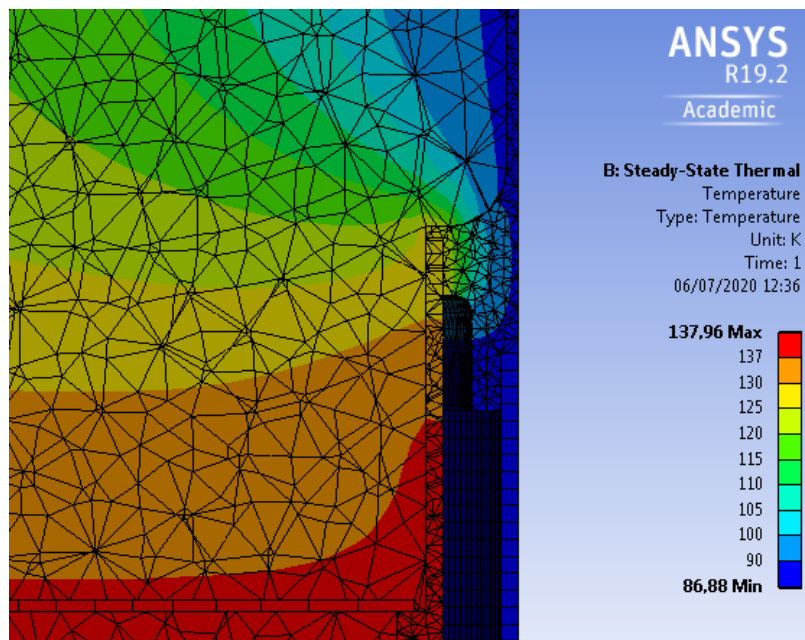 ANSYS
R19.2
Academic
B: Steady-State Thermal
Temperature
Type: Temperature
Unit: K
Time: 1
06/07/2020 12:36
137,96 Max
137
130
125
120
115
110
105
100
90
86,88 Min